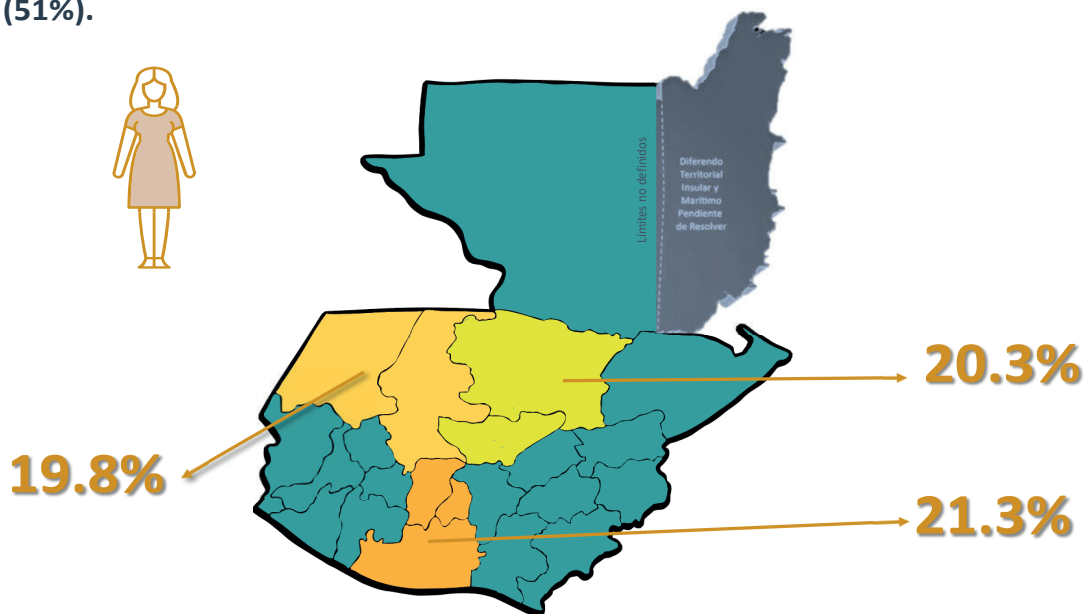 (51%).
Límites no definidos
Diferendo
Territorial
Insular y
Marítimo
Pendiente
de Resolver
20.3%
19.8%
21.3%